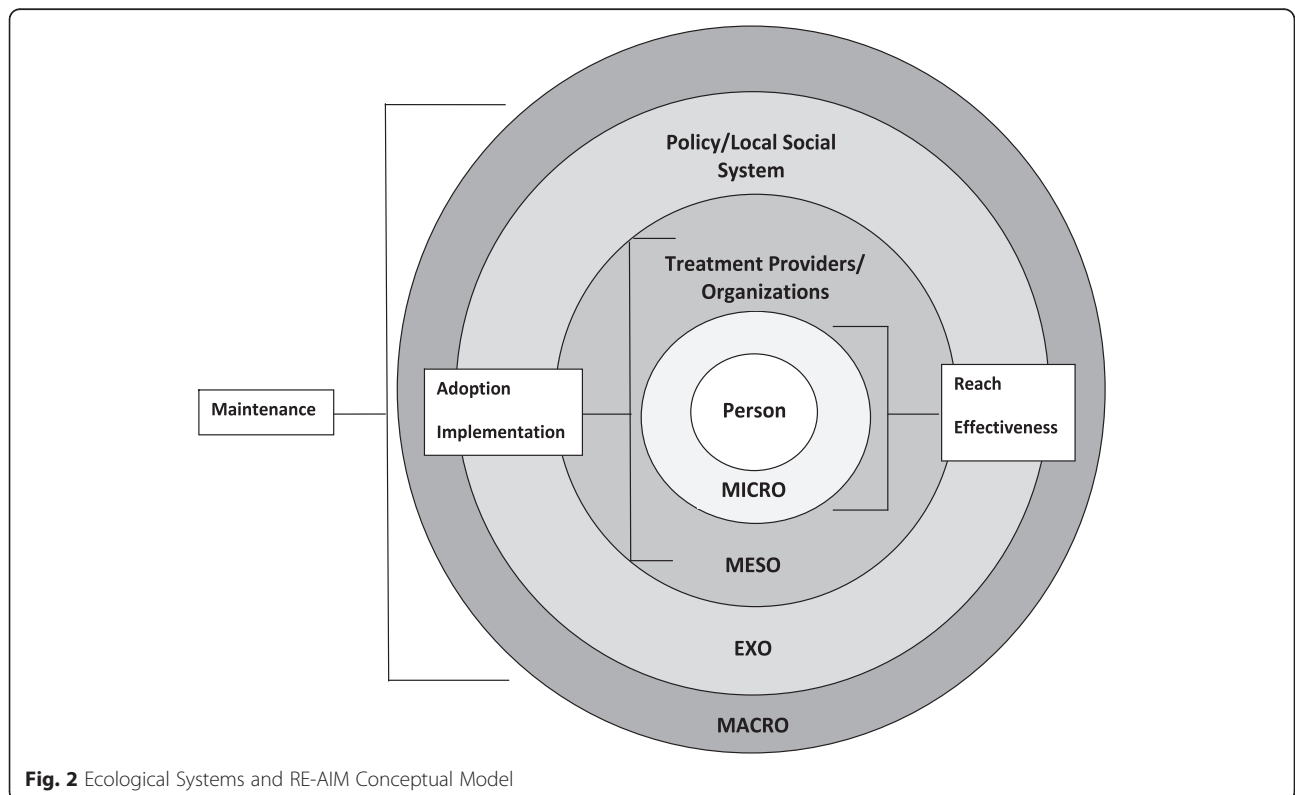 Policy/Local Social
System
Treatment Providers/
Organizations
Adoption
Implementation
Reach
Effectiveness
Maintenance
Person
MICRO
MESO
EXO
MACRO
Fig. 2 Ecological Systems and RE-AIM Conceptual Model